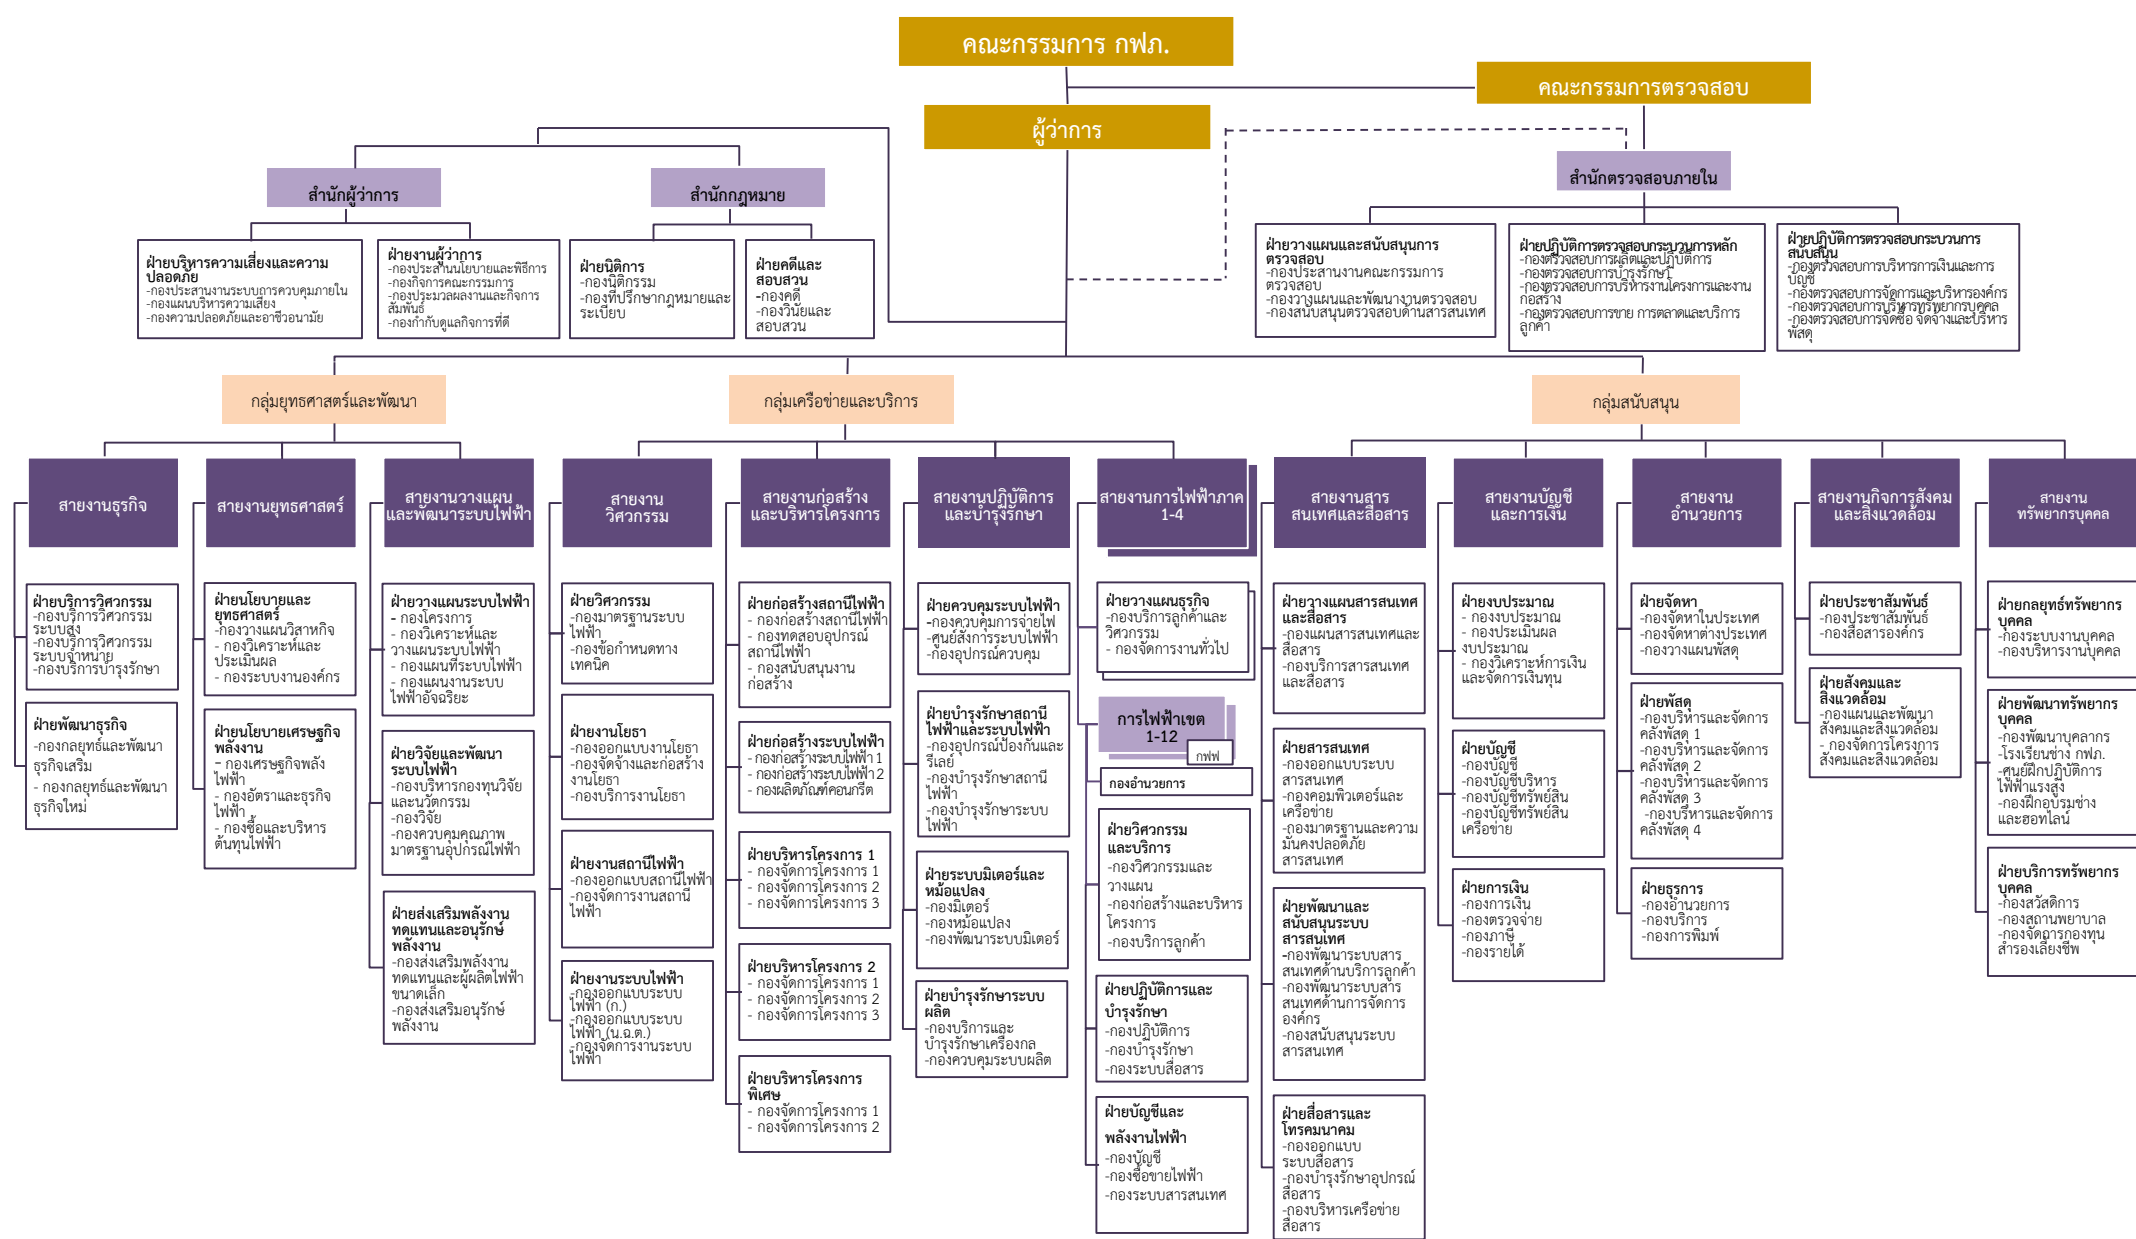 คณะกรรมการ กฟภ.
คณะกรรมการตรวจสอบ
ผู้ว่าการ
สำนักผู้ว่าการ
สำนักกฎหมาย
สำนักตรวจสอบภายใน
ฝ่ายบริหารความเสี่ยงและความ
ปลอดภัย
-กองประสานงานระบบการควบคุมภายใน
-กองแผนบริหารความเสี่ยง
-กองความปลอดภัยและอาชีวอนามัย
ฝ่ายงานผู้ว่าการ
-กองประสานนโยบายและพิธีการ
-กองกิจการคณะกรรมการ
-กองประมวลผลงานและกิจการ
สัมพันธ์
-กองกำกับดูแลกิจการที่ดี
ฝ่ายนิติการ
-กองนิติกรรม
-กองที่ปรึกษากฎหมายและ
ระเบียบ
ฝ่ายคดีและ
สอบสวน
-กองคดี
-กองวินัยและ
สอบสวน
ฝ่ายวางแผนและสนับสนุนการ
ตรวจสอบ
-กองประสานงานคณะกรรมการ
ตรวจสอบ
-กองวางแผนและพัฒนางานตรวจสอบ
-กองสนับสนุนตรวจสอบด้านสารสนเทศ
ฝ่ายปฏิบัติการตรวจสอบกระบวนการหลัก
-กองตรวจสอบการผลิตและปฏิบัติการ
-กองตรวจสอบการบำรุงรักษา
-กองตรวจสอบการบริหารงานโครงการและงาน
ก่อสร้าง
-กองตรวจสอบการขาย การตลาดและบริการ
ลูกค้า
ฝ่ายปฏิบัติการตรวจสอบกระบวนการ
สนับสนุน
-กองตรวจสอบการบริหารการเงินและการ
บัญชี
-กองตรวจสอบการจัดการและบริหารองค์กร
-กองตรวจสอบการบริหารทรัพยากรบุคคล
-กองตรวจสอบการจัดซื้อ จัดจ้างและบริหาร
พัสดุ
กลุ่มยุทธศาสตร์และพัฒนา
กลุ่มเครือข่ายและบริการ
กลุ่มสนับสนุน
สายงานธุรกิจ
สายงานยุทธศาสตร์
สายงานวางแผน
และพัฒนาระบบไฟฟ้า
สายงาน
วิศวกรรม
สายงานก่อสร้าง
และบริหารโครงการ
สายงานปฏิบัติการ
และบำรุงรักษา
สายงานการไฟฟ้าภาค
1-4
สายงานสาร
สนเทศและสื่อสาร
สายงานบัญชี
และการเงิน
สายงาน
อำนวยการ
สายงานกิจการสังคม
และสิ่งแวดล้อม
สายงาน
ทรัพยากรบุคคล
ฝ่ายบริการวิศวกรรม
-กองบริการวิศวกรรม
ระบบสูง
-กองบริการวิศวกรรม
ระบบจำหน่าย
-กองบริการบำรุงรักษา
ฝ่ายพัฒนาธุรกิจ
-กองกลยุทธ์และพัฒนา
ธุรกิจเสริม
- กองกลยุทธ์และพัฒนา
ธุรกิจใหม่
ฝ่ายนโยบายและ
ยุทธศาสตร์
-กองวางแผนวิสาหกิจ
- กองวิเคราะห์และ
ประเมินผล
- กองระบบงานองค์กร
ฝ่ายนโยบายเศรษฐกิจ
พลังงาน
- กองเศรษฐกิจพลัง
ไฟฟ้า
- กองอัตราและธุรกิจ
ไฟฟ้า
- กองซื้อและบริหาร
ต้นทุนไฟฟ้า
ฝ่ายวางแผนระบบไฟฟ้า
- กองโครงการ
- กองวิเคราะห์และ
วางแผนระบบไฟฟ้า
- กองแผนที่ระบบไฟฟ้า
- กองแผนงานระบบ
ไฟฟ้าอัจฉริยะ
ฝ่ายวิจัยและพัฒนา
ระบบไฟฟ้า
-กองบริหารกองทุนวิจัย
และนวัตกรรม
-กองวิจัย
-กองควบคุมคุณภาพ
มาตรฐานอุปกรณ์ไฟฟ้า
ฝ่ายส่งเสริมพลังงาน
ทดแทนและอนุรักษ์
พลังงาน
-กองส่งเสริมพลังงาน
ทดแทนและผู้ผลิตไฟฟ้า
ขนาดเล็ก
-กองส่งเสริมอนุรักษ์
พลังงาน
ฝ่ายวิศวกรรม
-กองมาตรฐานระบบ
ไฟฟ้า
-กองข้อกำหนดทาง
เทคนิค
ฝ่ายงานโยธา
-กองออกแบบงานโยธา
-กองจัดจ้างและก่อสร้าง
งานโยธา
-กองบริการงานโยธา
ฝ่ายงานสถานีไฟฟ้า
-กองออกแบบสถานีไฟฟ้า
-กองจัดการงานสถานี
ไฟฟ้า
ฝ่ายงานระบบไฟฟ้า
-กองออกแบบระบบ
ไฟฟ้า (ก.)
-กองออกแบบระบบ
ไฟฟ้า (น.ฉ.ต.)
-กองจัดการงานระบบ
ไฟฟ้า
ฝ่ายก่อสร้างสถานีไฟฟ้า
- กองก่อสร้างสถานีไฟฟ้า
- กองทดสอบอุปกรณ์
สถานีไฟฟ้า
- กองสนับสนุนงาน
ก่อสร้าง
ฝ่ายก่อสร้างระบบไฟฟ้า
- กองก่อสร้างระบบไฟฟ้า 1
- กองก่อสร้างระบบไฟฟ้า 2
- กองผลิตภัณฑ์คอนกรีต
ฝ่ายบริหารโครงการ 1
- กองจัดการโครงการ 1
- กองจัดการโครงการ 2
- กองจัดการโครงการ 3
ฝ่ายบริหารโครงการ 2
- กองจัดการโครงการ 1
- กองจัดการโครงการ 2
- กองจัดการโครงการ 3
ฝ่ายบริหารโครงการ
พิเศษ
- กองจัดการโครงการ 1
- กองจัดการโครงการ 2
ฝ่ายควบคุมระบบไฟฟ้า
-กองควบคุมการจ่ายไฟ
-ศูนย์สั่งการระบบไฟฟ้า
-กองอุปกรณ์ควบคุม
ฝ่ายบำรุงรักษาสถานี
ไฟฟ้าและระบบไฟฟ้า
-กองอุปกรณ์ป้องกันและ
รีเลย์
-กองบำรุงรักษาสถานี
ไฟฟ้า
-กองบำรุงรักษาระบบ
ไฟฟ้า
ฝ่ายระบบมิเตอร์และ
หม้อแปลง
-กองมิเตอร์
-กองหม้อแปลง
-กองพัฒนาระบบมิเตอร์
ฝ่ายบำรุงรักษาระบบ
ผลิต
-กองบริการและ
บำรุงรักษาเครื่องกล
-กองควบคุมระบบผลิต
ฝ่ายวางแผนธุรกิจ
-กองบริการลูกค้าและ
วิศวกรรม
- กองจัดการงานทั่วไป
การไฟฟ้าเขต
1-12
กฟฟ
กองอำนวยการ
ฝ่ายวิศวกรรม
และบริการ
-กองวิศวกรรมและ
วางแผน
-กองก่อสร้างและบริหาร
โครงการ
-กองบริการลูกค้า
ฝ่ายปฏิบัติการและ
บำรุงรักษา
-กองปฏิบัติการ
-กองบำรุงรักษา
-กองระบบสื่อสาร
ฝ่ายบัญชีและ
พลังงานไฟฟ้า
-กองบัญชี
-กองซื้อขายไฟฟ้า
-กองระบบสารสนเทศ
ฝ่ายวางแผนสารสนเทศ
และสื่อสาร
-กองแผนสารสนเทศและ
สื่อสาร
-กองบริการสารสนเทศ
และสื่อสาร
ฝ่ายสารสนเทศ
-กองออกแบบระบบ
สารสนเทศ
-กองคอมพิวเตอร์และ
เครือข่าย
-กองมาตรฐานและความ
มั่นคงปลอดภัย
สารสนเทศ
ฝ่ายพัฒนาและ
สนับสนุนระบบ
สารสนเทศ
-กองพัฒนาระบบสาร
สนเทศด้านบริการลูกค้า
-กองพัฒนาระบบสาร
สนเทศด้านการจัดการ
องค์กร
-กองสนับสนุนระบบ
สารสนเทศ
ฝ่ายสื่อสารและ
โทรคมนาคม
-กองออกแบบ
ระบบสื่อสาร
-กองบำรุงรักษาอุปกรณ์
สื่อสาร
-กองบริหารเครือข่าย
สื่อสาร
ฝ่ายงบประมาณ
- กองงบประมาณ
- กองประเมินผล
งบประมาณ
- กองวิเคราะห์การเงิน
และจัดการเงินทุน
ฝ่ายบัญชี
-กองบัญชี
-กองบัญชีบริหาร
-กองบัญชีทรัพย์สิน
-กองบัญชีทรัพย์สิน
เครือข่าย
ฝ่ายการเงิน
-กองการเงิน
-กองตรวจจ่าย
-กองภาษี
-กองรายได้
ฝ่ายจัดหา
-กองจัดหาในประเทศ
-กองจัดหาต่างประเทศ
-กองวางแผนพัสดุ
ฝ่ายพัสดุ
-กองบริหารและจัดการ
คลังพัสดุ 1
-กองบริหารและจัดการ
คลังพัสดุ 2
-กองบริหารและจัดการ
คลังพัสดุ 3
-กองบริหารและจัดการ
คลังพัสดุ 4
ฝ่ายธุรการ
-กองอำนวยการ
-กองบริการ
-กองการพิมพ์
ฝ่ายประชาสัมพันธ์
-กองประชาสัมพันธ์
-กองสื่อสารองค์กร
ฝ่ายสังคมและ
สิ่งแวดล้อม
-กองแผนและพัฒนา
สังคมและสิ่งแวดล้อม
- กองจัดการโครงการ
สังคมและสิ่งแวดล้อม
ฝ่ายกลยุทธ์ทรัพยากร
บุคคล
-กองระบบงานบุคคล
-กองบริหารงานบุคคล
ฝ่ายพัฒนาทรัพยากร
บุคคล
-กองพัฒนาบุคลากร
-โรงเรียนช่าง กฟภ.
-ศูนย์ฝึกปฏิบัติการ
ไฟฟ้าแรงสูง
-กองฝึกอบรมช่าง
และฮอทไลน์
ฝ่ายบริการทรัพยากร
บุคคล
-กองสวัสดิการ
-กองสถานพยาบาล
-กองจัดการกองทุน
สำรองเลี้ยงชีพ